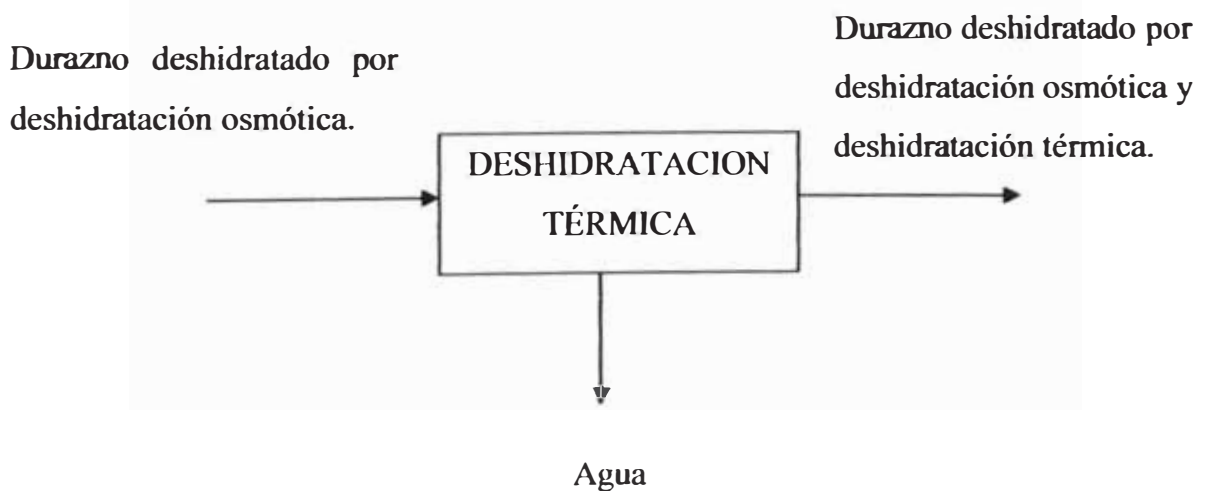 Durazno deshidratado por
deshidratación osmótica.
DESHIDRATACION
TÉRMICA
Durazno deshidratado por
deshidratación osmótica y
deshidratación térmica.
Agua